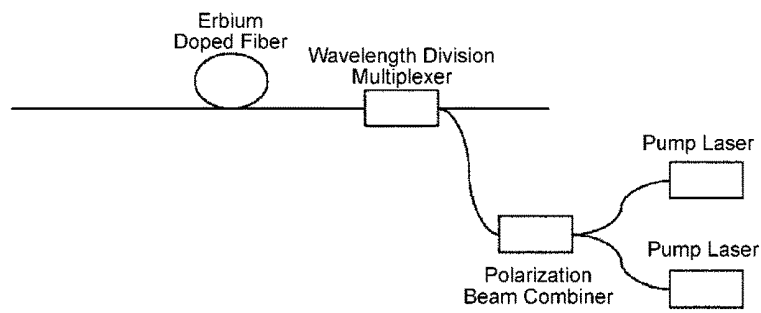 Erbium
Doped Fiber
Wavelength Division
Multiplexer
Pump Laser
Pump Laser
Polarization
Beam Combiner